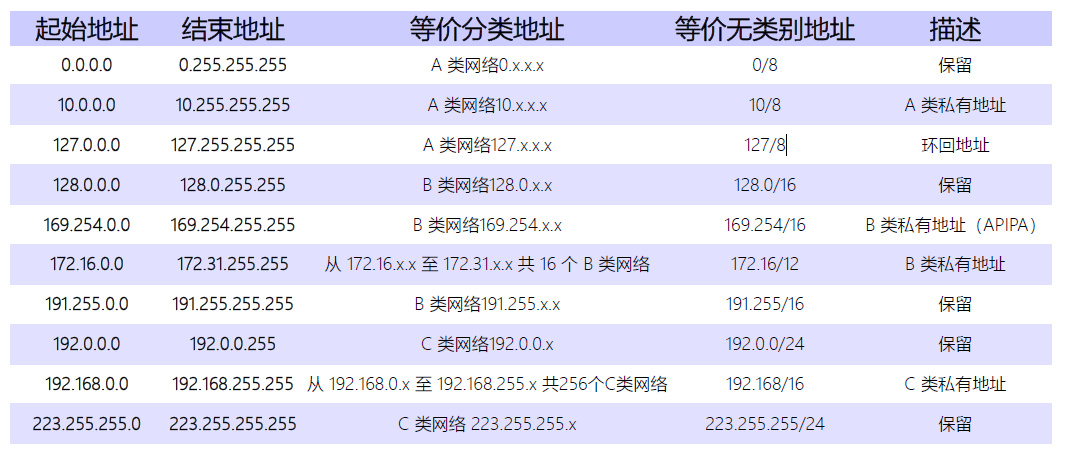 起始地址 结束地址 等价分类地址 等价无类别地址 描述
0.0.0.0 0.255.255.255 A 类网络0.x.x.x 0/8 保留
10.0.0.0 10.255.255.255 A 类网络10.x.x.x 10/8 A 类私有地址
127.0.0.0 127.255.255.255 A 类网络127.x.x.x 127/8 环回地址
128.0.0.0 128.0.255.255 B 类网络128.0.x.x 128.0/16 保留
169.254.0.0 169.254.255.255 B 类网络169.254.x.x 169.254/16 B 类私有地址（APIPA）
172.16.0.0 172.31.255.255 从 172.16.x.x 至 172.31.x.x 共 16 个 B 类网络 172.16/12 B 类私有地址
191.255.0.0 191.255.255.255 B 类网络191.255.x.x 191.255/16 保留
192.0.0.0 192.0.0.255 C 类网络192.0.0.x 192.0.0/24 保留
192.168.0.0 192.168.255.255 从 192.168.0.x 至 192.168.255.x 共256个C类网络 192.168/16 C 类私有地址
223.255.255.0 223.255.255.255 C 类网络 223.255.255.x 223.255.255/24 保留